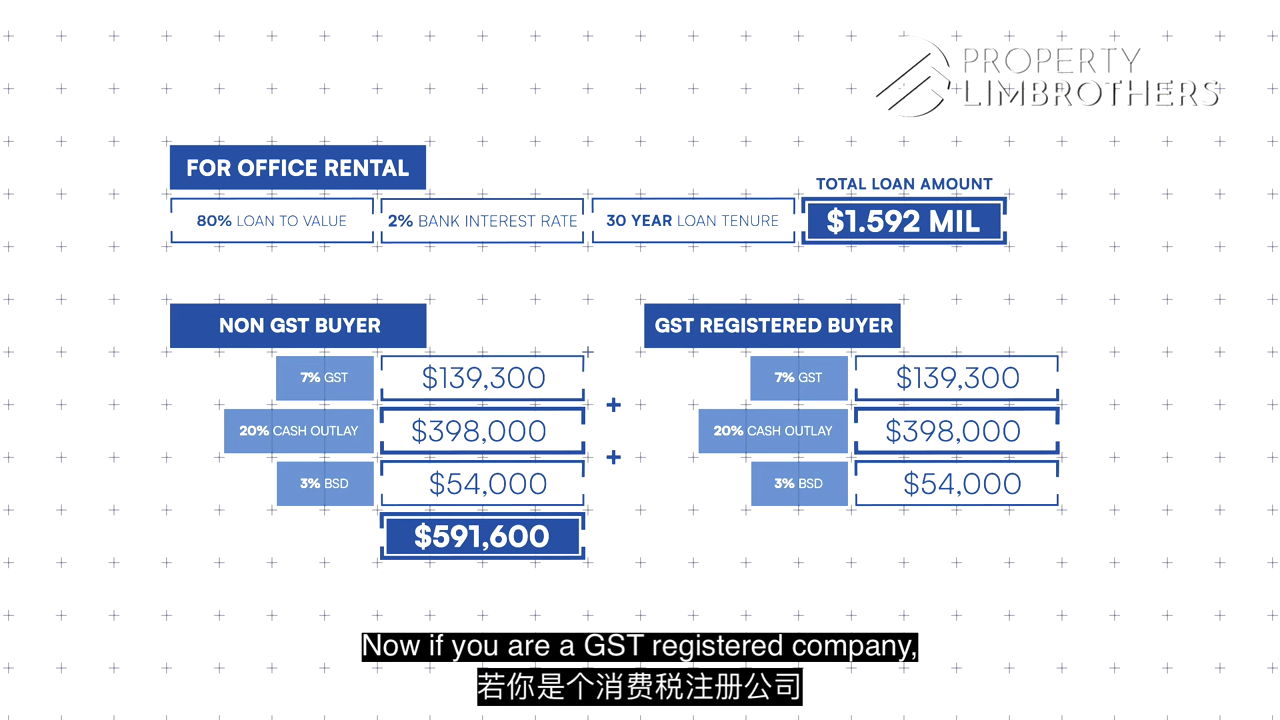 PROPERTY
LIMBROTHERS
FOR OFFICE RENTAL
TOTAL LOAN AMOUNT
80% LOAN TO VALUE
2% BANK INTEREST RATE
30 YEAR LOAN TENURE
$1.592 MIL
NON GST BUYER
7% GST
$139,300
20% CASH OUTLAY
$398,000
3% BSD
$54,000
$591,600
+
+
GST REGISTERED BUYER
7% GST
$139,300
20% CASH OUTLAY
$398,000
3% BSD
$54,000
Now if you are a GST registered company,
若你是个消费税注册公司